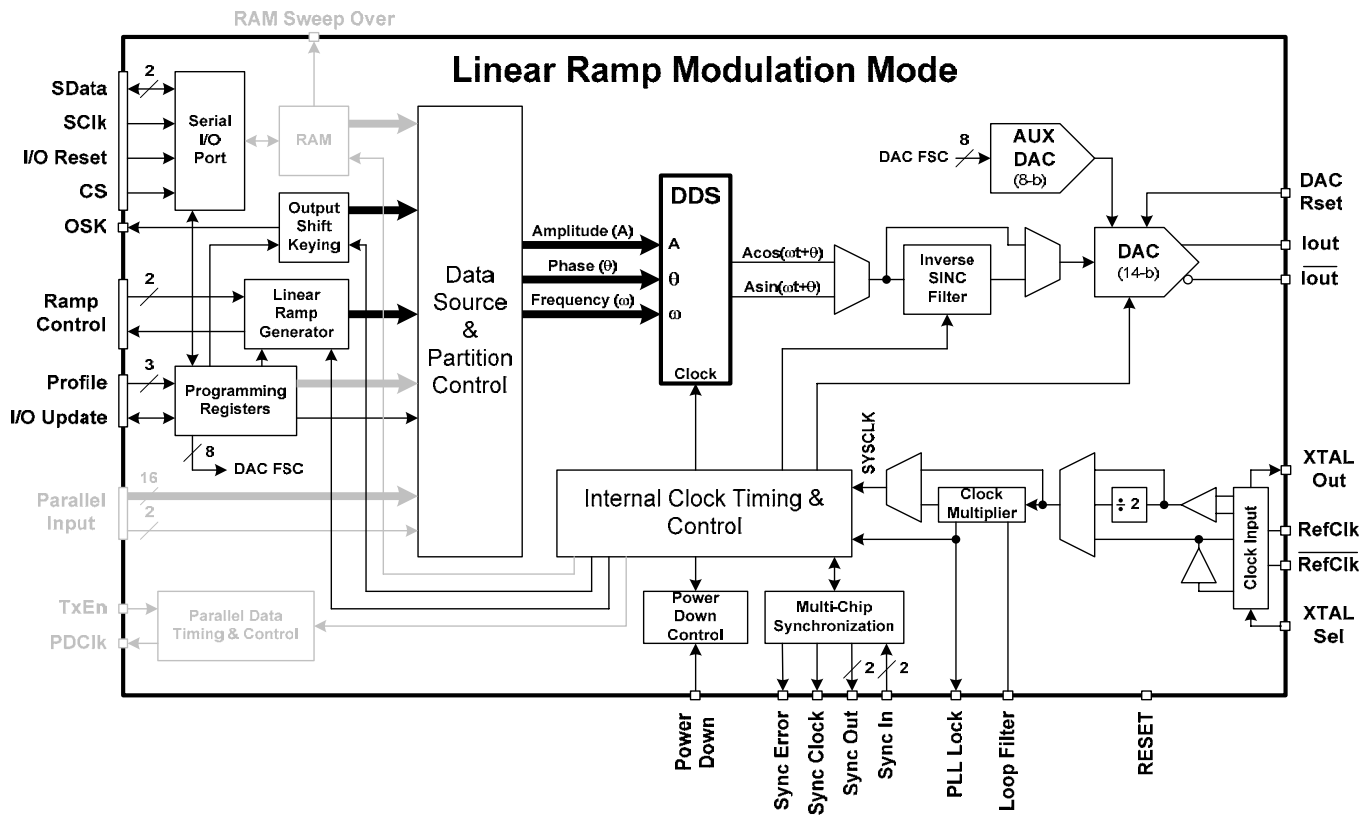 RAM Sweep Over
Linear Ramp Modulation Mode
SData
2
SClk
I/O Reset
CS
OSK
Serial
I/O
Port
RAM
Output
Shift
Keying
2
Ramp
Control
Linear
Ramp
Generator
Profile
3
I/O Update
Programming
Registers
8
DAC FSC
Parallel
Input
16
2
TxEn
PDClk
Parallel Data
Timing & Control
Data
Source
&
Partition
Control
Amplitude (A)
Phase (θ)
Frequency (ω)
DDS
A
θ
ω
Clock
Acos(ωt+θ)
Asin(ωt+θ)
Inverse
SINC
Filter
DAC FSC
8
AUX
DAC
(8-b)
DAC
(14-b)
DAC
Rset
Iout
Iout
Internal Clock Timing &
Control
SYSCLK
Clock
Multiplier
÷ 2
Clock Input
XTAL
Out
RefClk
RefClk
XTAL
Sel
Power
Down
Control
Multi-Chip
Synchronization
2
2
Power
Down
Sync Error
Sync Clock
Sync Out
Sync In
PLL Lock
Loop Filter
RESET